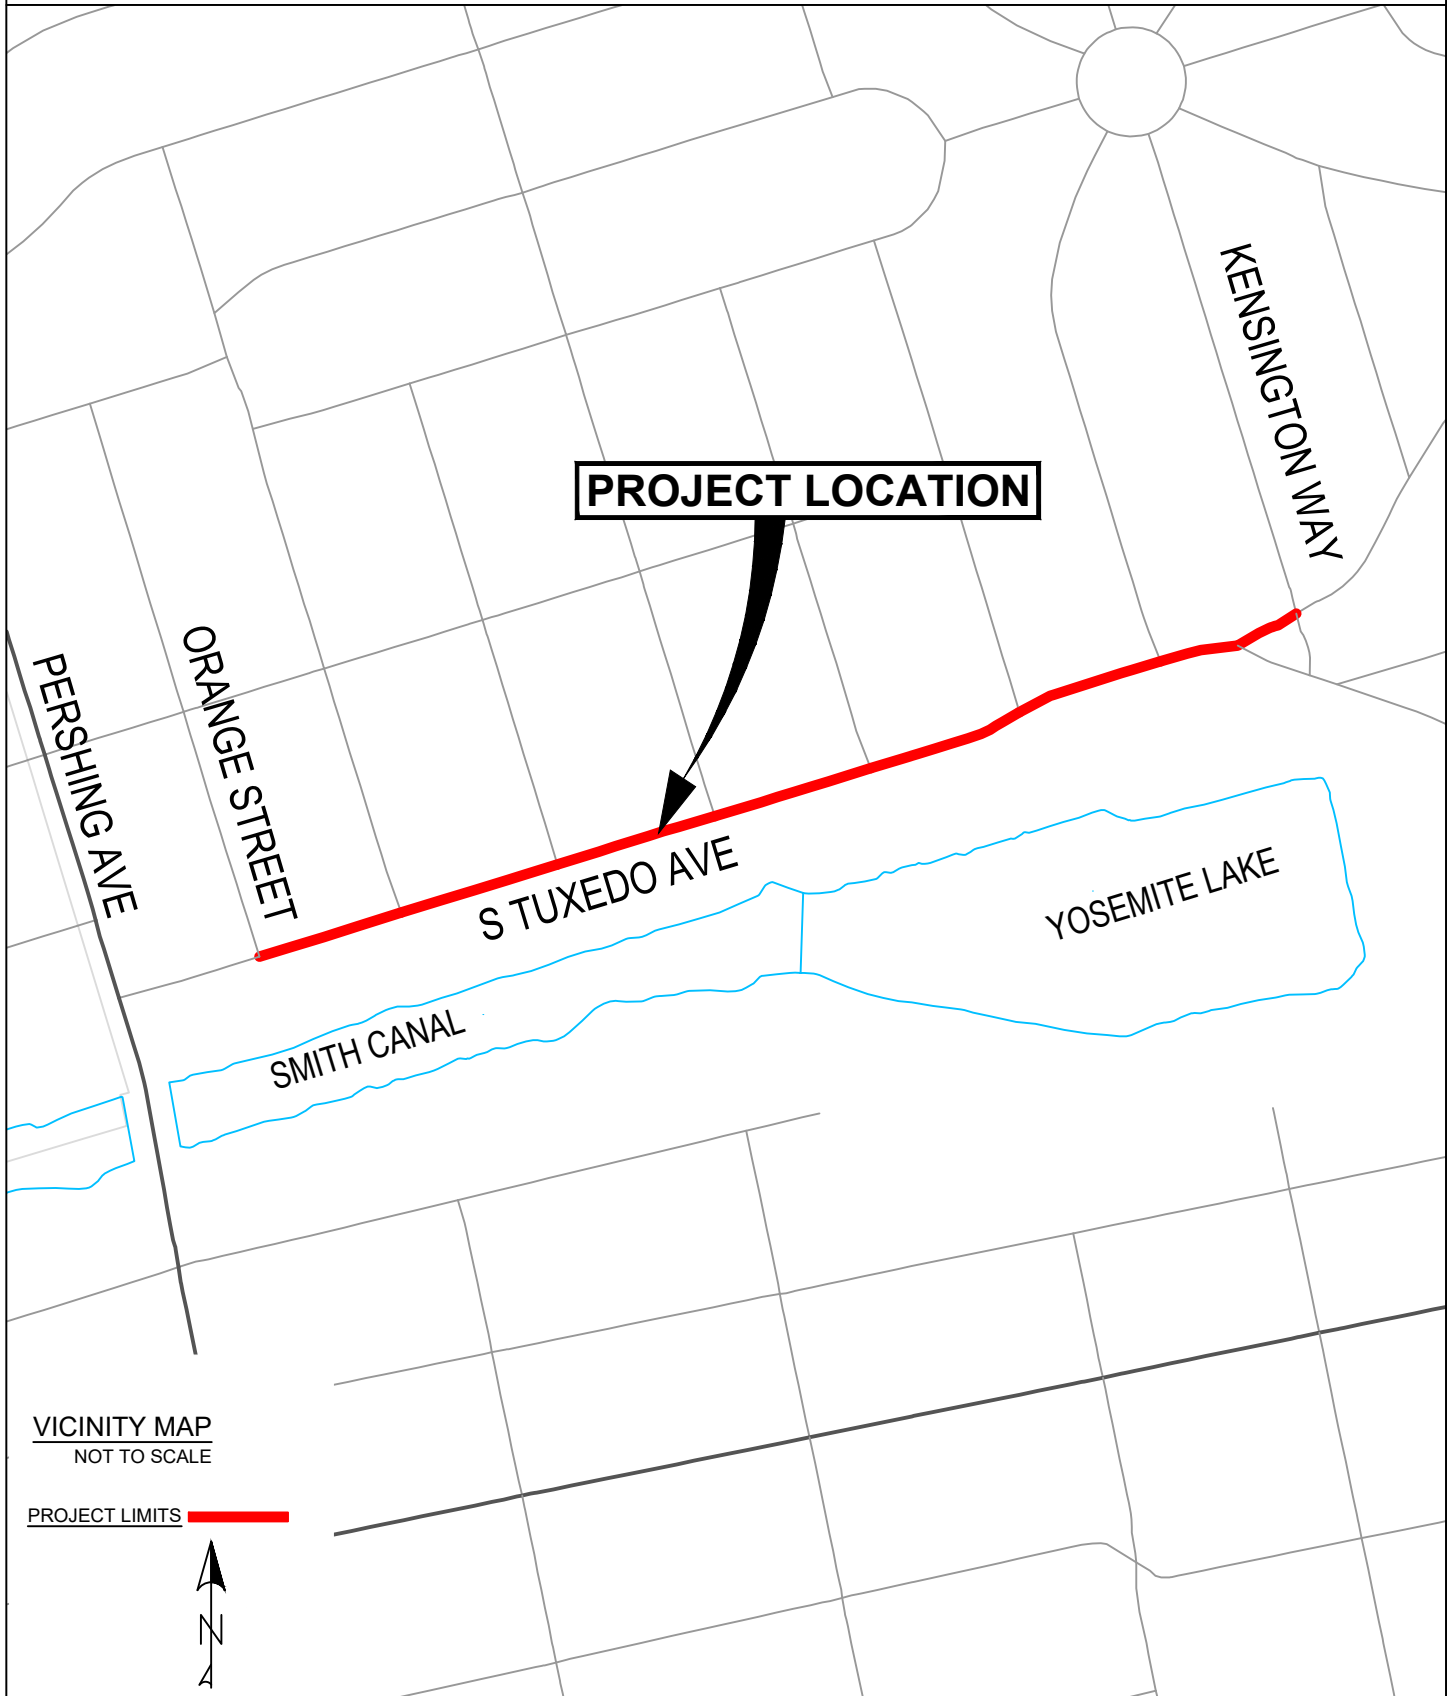 KENSINGTON WAY
PROJECT LOCATION
ORANGE STREET
PERSHING AVE
S TUXEDO AVE
YOSEMITE LAKE
SMITH CANAL
VICINITY MAP
NOT TO SCALE
PROJECT LIMITS
N